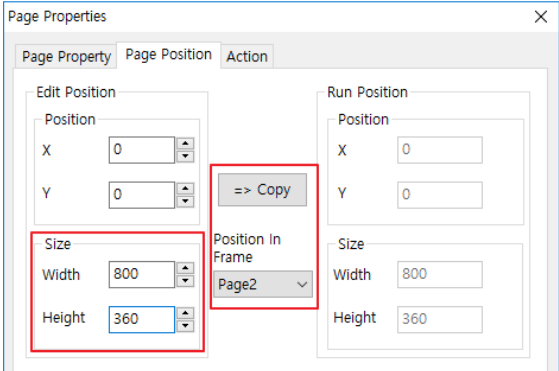 Page Properties
Page Property Page Position Action
Edit Position
Position
X 0
Y 0
Size
Width 800
Height 360
=> Copy
Position In
Frame
Page2
Run Position
Position
X 0
Y 0
Size
Width 800
Height 360